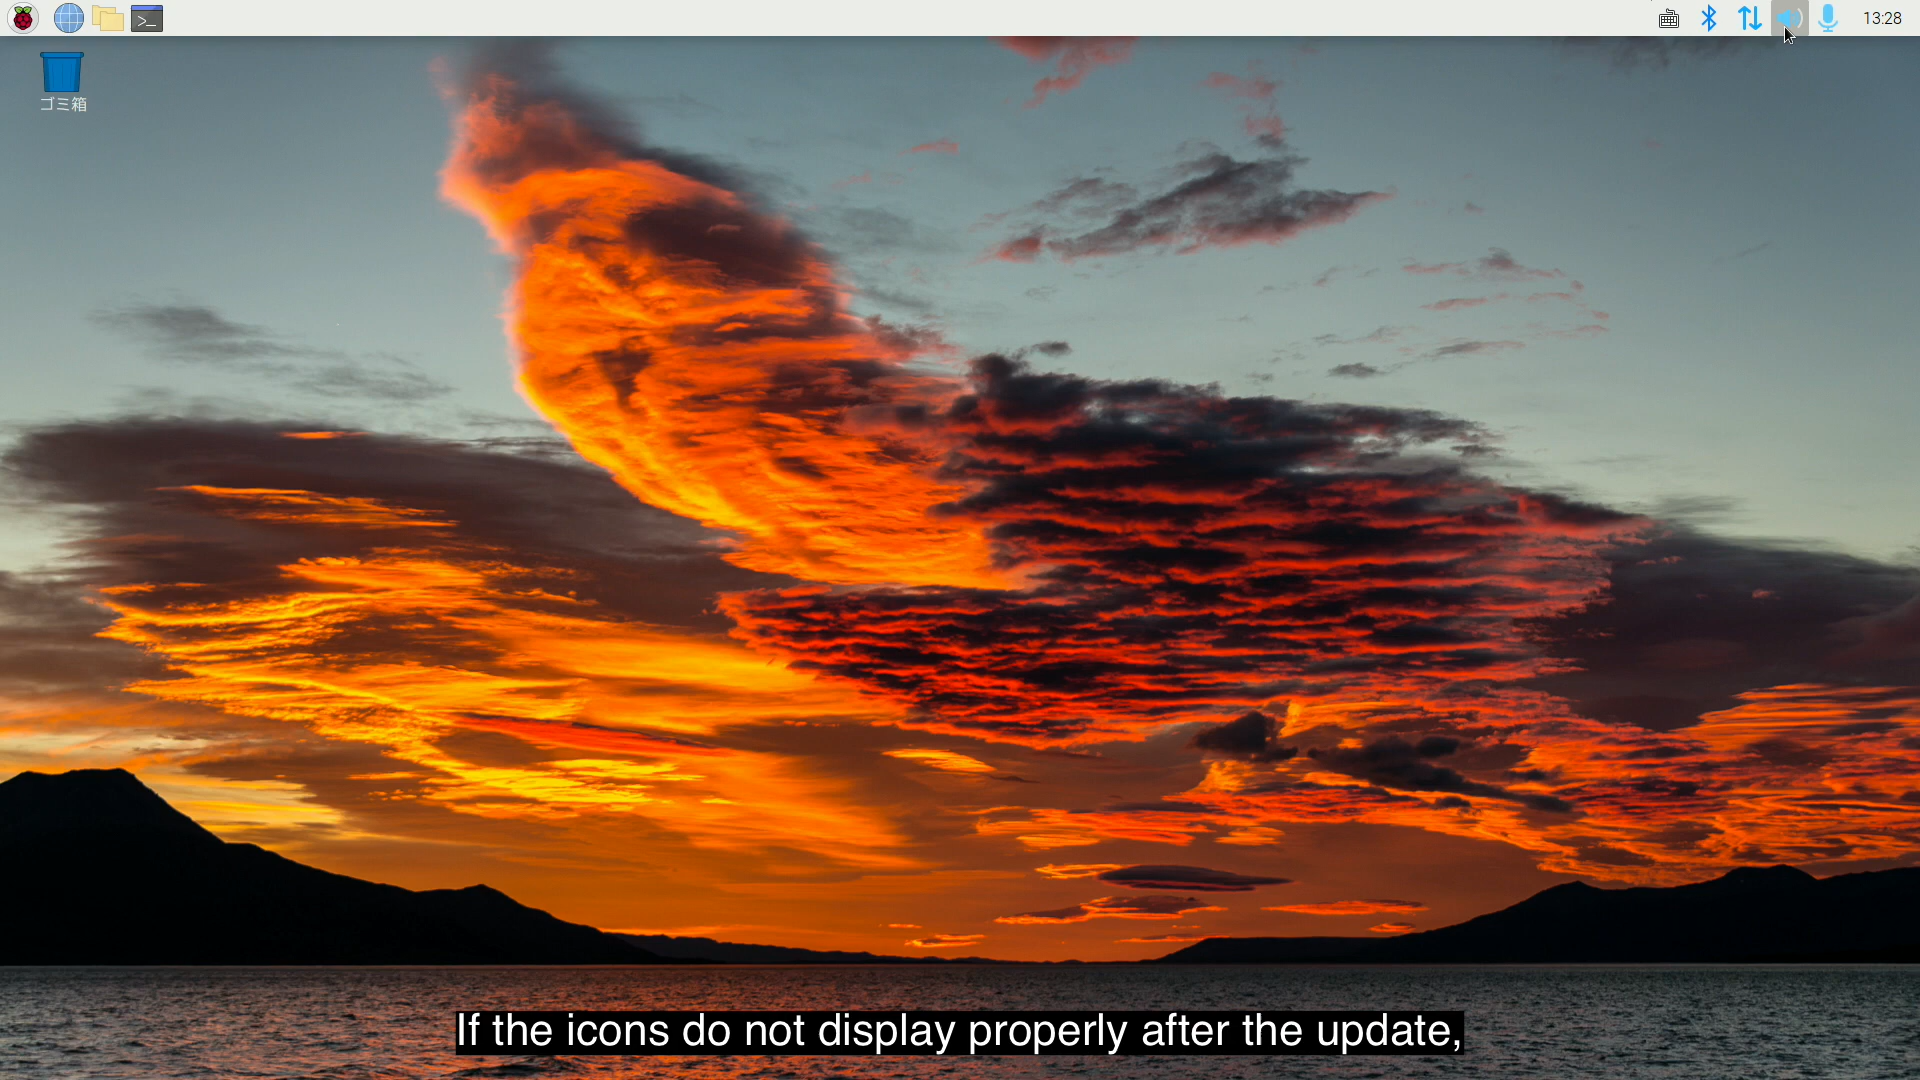 >_
13:28
ゴミ箱
If the icons do not display properly after the update,